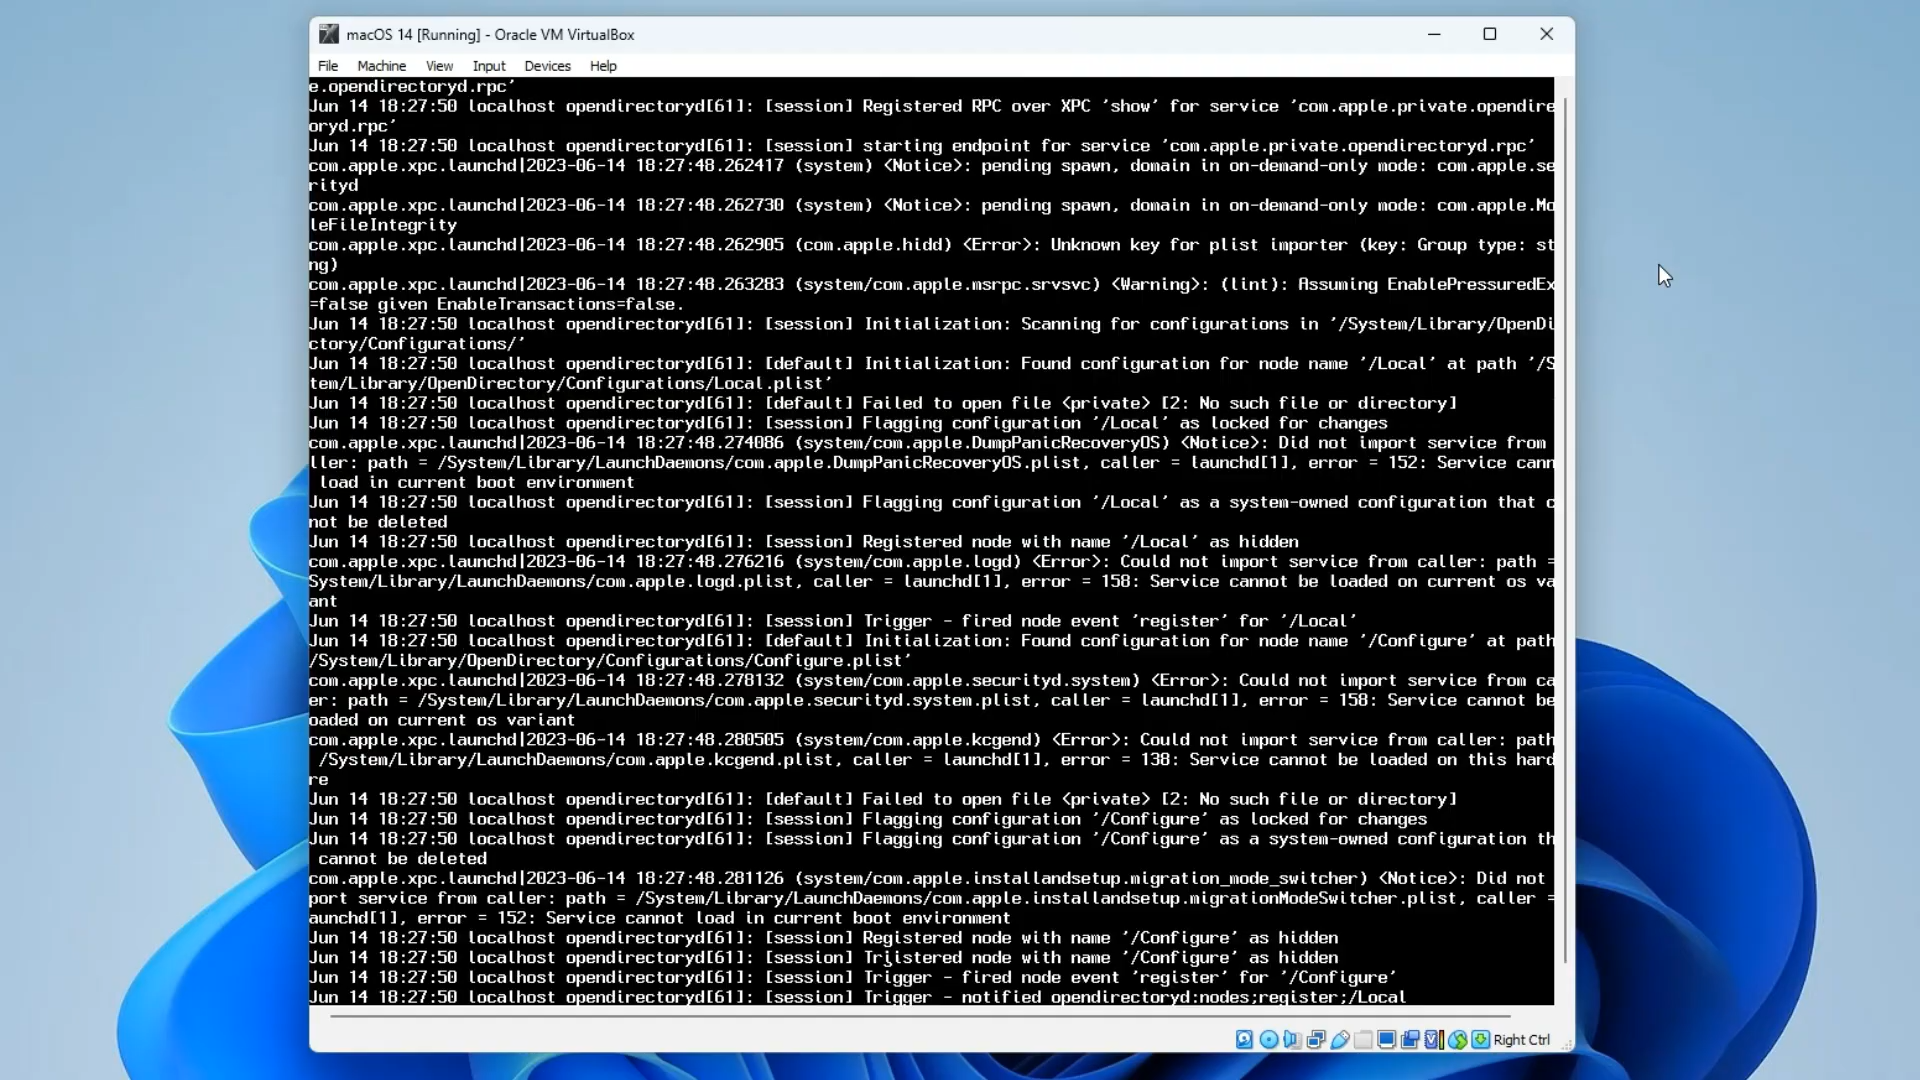 macOS 14 [Running] - Oracle VM VirtualBox
File Machine View Input Devices Help
e.opendirectoryd.rpc'
Jun 14 18:27:50 localhost opendirectoryd[61]: [session] Registered RPC over XPC 'show' for service 'com.apple.private.opendire
oryd.rpc'
Jun 14 18:27:50 localhost opendirectoryd[61]: [session] starting endpoint for service 'com.apple.private.opendirectoryd.rpc'
com.apple.xpc.launchd|2023-06-14 18:27:48.262417 (system) <Notice>: pending spawn, domain in on-demand-only mode: com.apple.se
rityd
com.apple.xpc.launchd|2023-06-14 18:27:48.262730 (system) <Notice>: pending spawn, domain in on-demand-only mode: com.apple.Mo
leFileIntegrity
com.apple.xpc.launchd|2023-06-14 18:27:48.262905 (com.apple.hidd) <Error>: Unknown key for plist importer (key: Group type: st
ng)
com.apple.xpc.launchd|2023-06-14 18:27:48.263283 (system/com.apple.msrpc.srvsvc) <Warning>: (lint): Assuming EnablePressuredEx
=false given EnableTransactions=false.
Jun 14 18:27:50 localhost opendirectoryd[61]: [session] Initialization: Scanning for configurations in '/System/Library/OpenDi
ctory/Configurations/'
Jun 14 18:27:50 localhost opendirectoryd[61]: [default] Initialization: Found configuration for node name '/Local' at path '/S
tem/Library/OpenDirectory/Configurations/Local.plist'
Jun 14 18:27:50 localhost opendirectoryd[61]: [default] Failed to open file <private> [2: No such file or directory]
Jun 14 18:27:50 localhost opendirectoryd[61]: [session] Flagging configuration '/Local' as locked for changes
com.apple.xpc.launchd|2023-06-14 18:27:48.274086 (system/com.apple.DumpPanicRecoveryOS) <Notice>: Did not import service from
ller: path = /System/Library/LaunchDaemons/com.apple.DumpPanicRecoveryOS.plist, caller = launchd[1], error = 152: Service cann
load in current boot environment
Jun 14 18:27:50 localhost opendirectoryd[61]: [session] Flagging configuration '/Local' as a system-owned configuration that c
not be deleted
Jun 14 18:27:50 localhost opendirectoryd[61]: [session] Registered node with name '/Local' as hidden
com.apple.xpc.launchd|2023-06-14 18:27:48.276216 (system/com.apple.logd) <Error>: Could not import service from caller: path =
System/Library/LaunchDaemons/com.apple.logd.plist, caller = launchd[1], error = 158: Service cannot be loaded on current os va
ant
Jun 14 18:27:50 localhost opendirectoryd[61]: [session] Trigger - fired node event 'register' for '/Local'
Jun 14 18:27:50 localhost opendirectoryd[61]: [default] Initialization: Found configuration for node name '/Configure' at path
/System/Library/OpenDirectory/Configurations/Configure.plist'
com.apple.xpc.launchd|2023-06-14 18:27:48.278132 (system/com.apple.securityd.system) <Error>: Could not import service from ca
er: path = /System/Library/LaunchDaemons/com.apple.securityd.system.plist, caller = launchd[1], error = 158: Service cannot be
oaded on current os variant
com.apple.xpc.launchd|2023-06-14 18:27:48.280505 (system/com.apple.kcgend) <Error>: Could not import service from caller: path
/System/Library/LaunchDaemons/com.apple.kcgend.plist, caller = launchd[1], error = 138: Service cannot be loaded on this hard
re
Jun 14 18:27:50 localhost opendirectoryd[61]: [default] Failed to open file <private> [2: No such file or directory]
Jun 14 18:27:50 localhost opendirectoryd[61]: [session] Flagging configuration '/Configure' as locked for changes
Jun 14 18:27:50 localhost opendirectoryd[61]: [session] Flagging configuration '/Configure' as a system-owned configuration th
cannot be deleted
com.apple.xpc.launchd|2023-06-14 18:27:48.281126 (system/com.apple.installandsetup.migration_mode_switcher) <Notice>: Did not
port service from caller: path = /System/Library/LaunchDaemons/com.apple.installandsetup.migrationModeSwitcher.plist, caller =
aunchd[1], error = 152: Service cannot load in current boot environment
Jun 14 18:27:50 localhost opendirectoryd[61]: [session] Registered node with name '/Configure' as hidden
Jun 14 18:27:50 localhost opendirectoryd[61]: [session] node with name '/Configure' as hidden
Jun 14 18:27:50 localhost opendirectoryd[61]: [session] Trigger - fired node event 'register' for '/Configure'
Jun 14 18:27:50 localhost opendirectoryd[61]: [session] Trigger - notified opendirectoryd:nodes;register;/Local
Right Ctrl